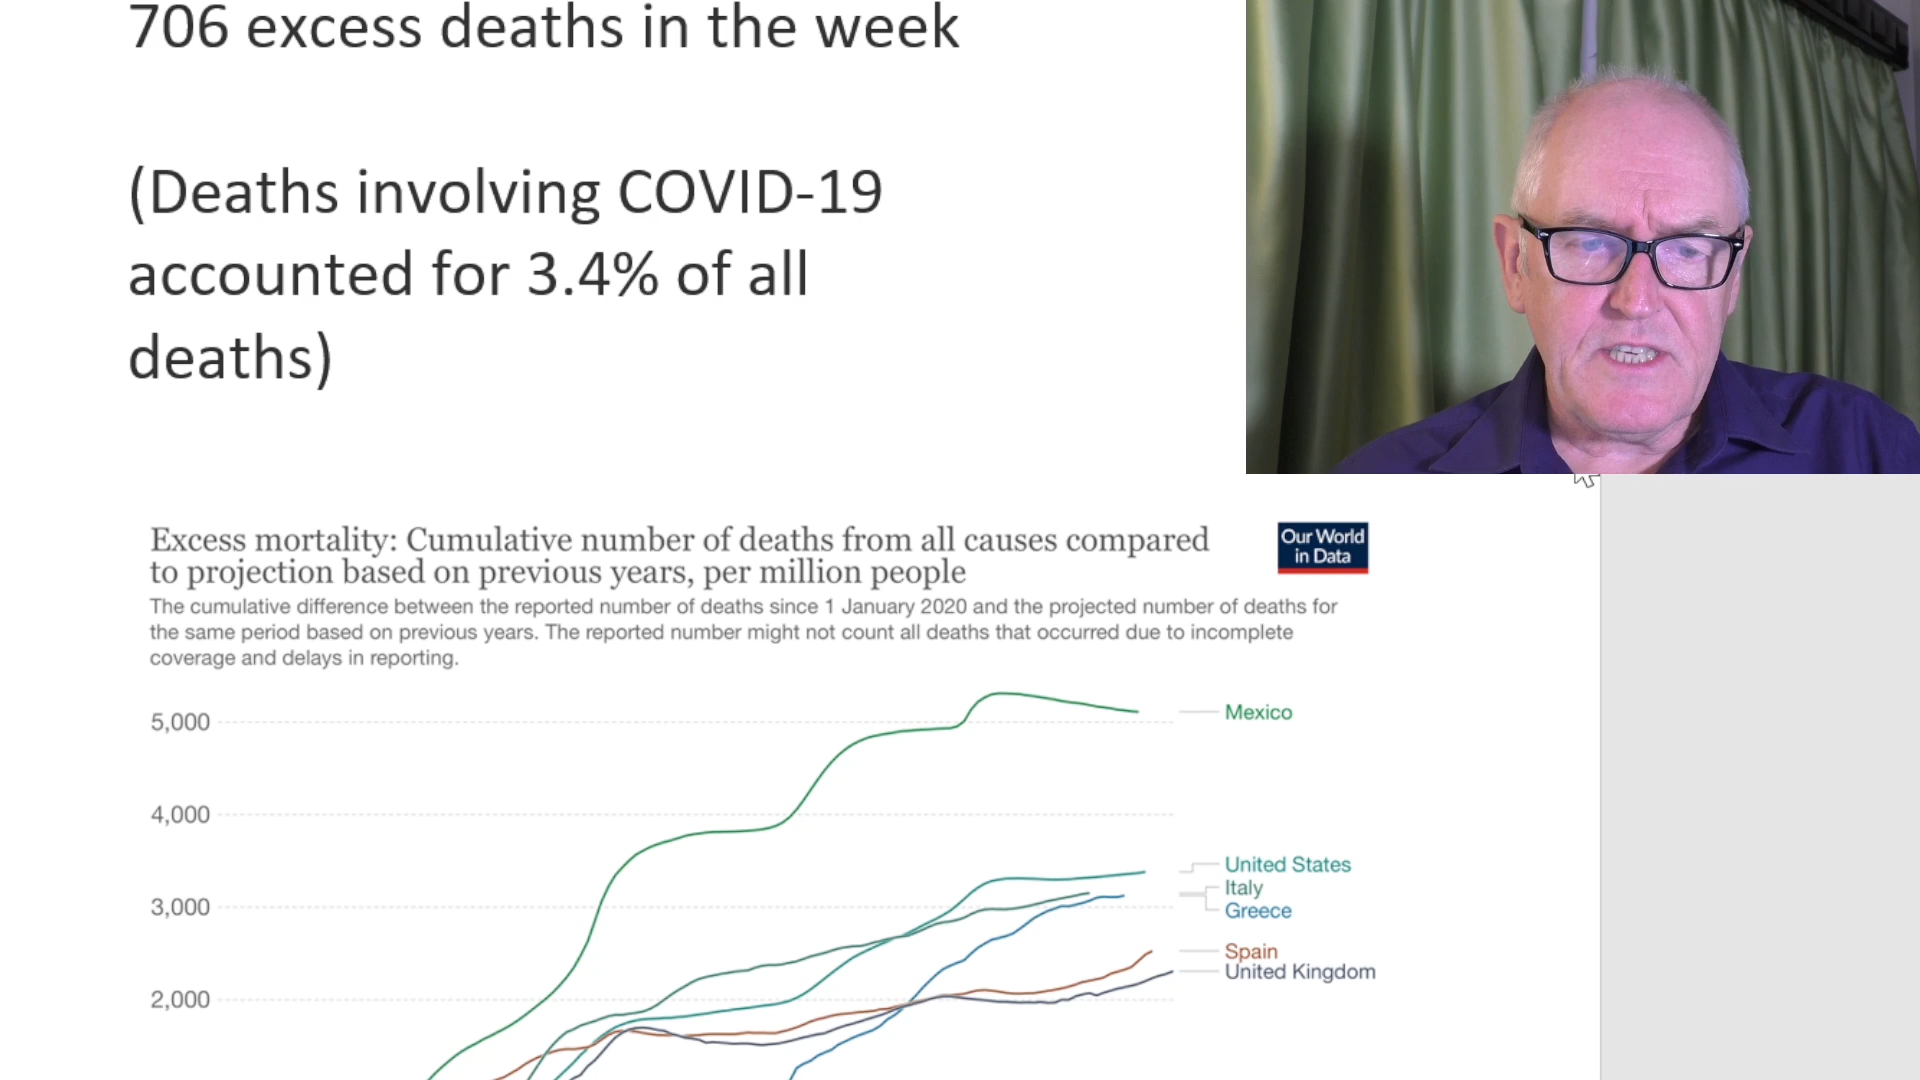 706 excess deaths in the week
(Deaths involving COVID-19
accounted for 3.4% of all
deaths)
Excess mortality: Cumulative number of deaths from all causes compared
to projection based on previous years, per million people
Our World
in Data
The cumulative difference between the reported number of deaths since 1 January 2020 and the projected number of deaths for
the same period based on previous years. The reported number might not count all deaths that occurred due to incomplete
coverage and delays in reporting.
5,000
Mexico
4,000
United States
Italy
3,000
Greece
Spain
United Kingdom
2,000